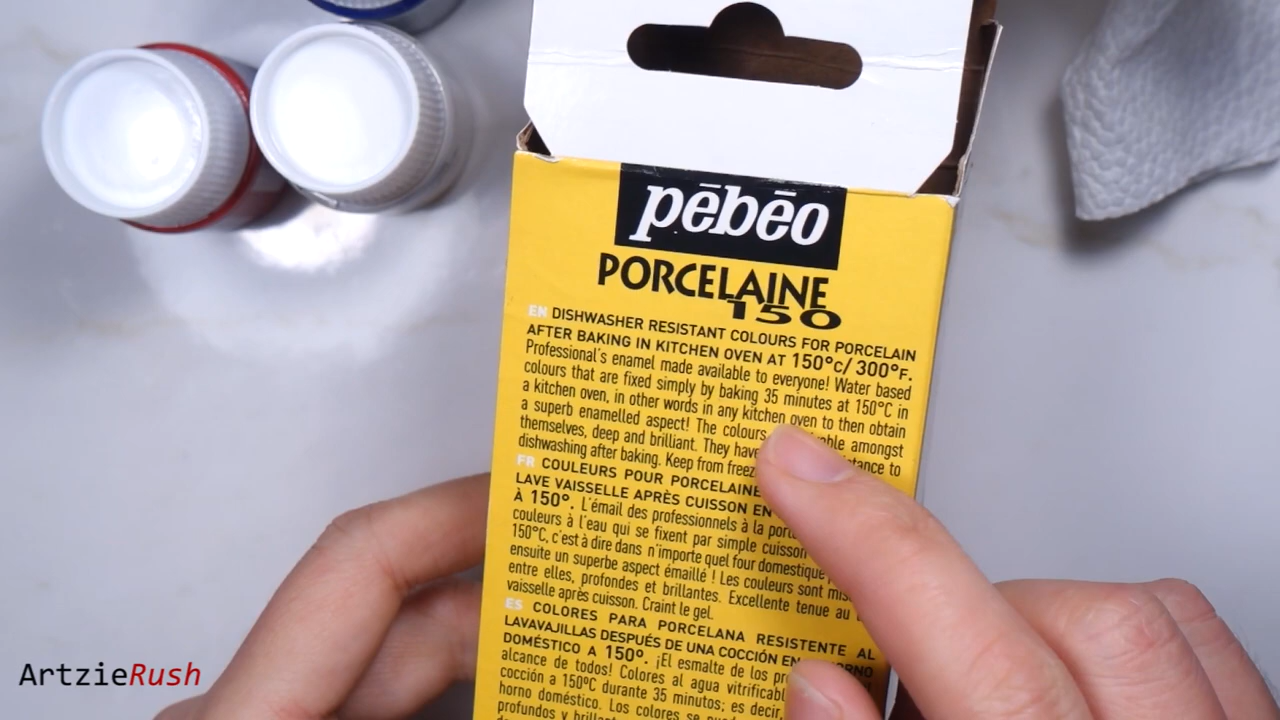 pēbēo
PORCELAINE
150
EN DISHWASHER RESISTANT COLOURS FOR PORCELAIN
AFTER BAKING IN KITCHEN OVEN AT 150°C/ 300°F.
Professional's enamel made available to everyone! Water based
colours that are fixed simply by baking 35 minutes at 150°C in
a kitchen oven, in other words in any kitchen oven to then obtain
a superb enamelled aspect! The colours amongst
themselves, deep and brilliant. They have to
dishwashing after baking. Keep from
FR COULEURS POUR PORCELAINE
LAVE VAISSELLE APRÈS CUISSON EN
À 150°. L'émail des professionnels à la
couleurs à l'eau qui se fixent par simple cuisson
150°C, c'est à dire dans n'importe quel four domestique
ensuite un superbe aspect émaillé ! Les couleurs sont
entre elles, profondes et brillantes. Excellente tenue au
vaisselle après cuisson. Craint le gel.
ES COLORES PARA PORCELANA RESISTENTE AL
LAVAVAJILLAS DESPUÉS DE UNA COCCIÓN EN
DOMÉSTICO A 150°. ¡El esmalte de los
alcance de todos! Colores al agua
cocción a 150°C durante 35 minutos; es decir,
horno doméstico. Los colores se
profundos y
ArtzieRush